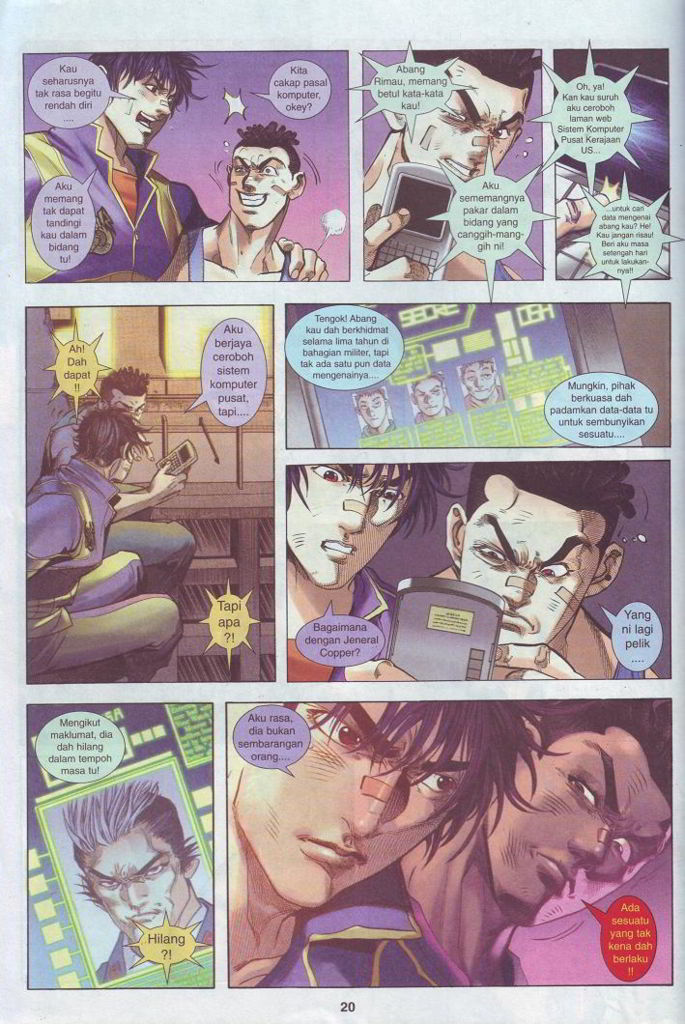 Kau
seharusnya
tak rasa begitu
rendah diri
....
Kita
cakap pasal
komputer,
okey?
Aku
memang
tak dapat
tandingi
kau dalam
bidang
tu!
Abang
Rimau, memang
betul kata-kata
kau!
Aku
sememangnya
pakar dalam
bidang yang
canggih-mang-
gih ni!
Oh, ya!
Kan kau suruh
aku ceroboh
laman web
Sistem Komputer
Pusat Kerajaan
US...
..untuk cari
data mengenai
abang kau? He!
Kau jangan risau!
Beri aku masa
setengah jam
untuk lakukan-
nya!!
Ah!
Dah
dapat
!!
Aku
berjaya
ceroboh
sistem
komputer
pusat,
tapi....
Tapi
apa
?!
Tengok! Abang
kau dah berkhidmat
selama lima tahun di
bahagian militer, tapi
tak ada satu pun data
mengenainya....
Mungkin, pihak
berkuasa dah
padamkan data-data tu
untuk sembunyikan
sesuatu....
Bagaimana
dengan Jeneral
Copper?
Yang
ni lagi
pelik
....
Mengikut
maklumat, dia
dah hilang
dalam tempoh
masa tu!
Hilang
?!
Aku rasa,
dia bukan
sembarangan
orang....
Ada
sesuatu
yang tak
kena dah
berlaku
!!
20